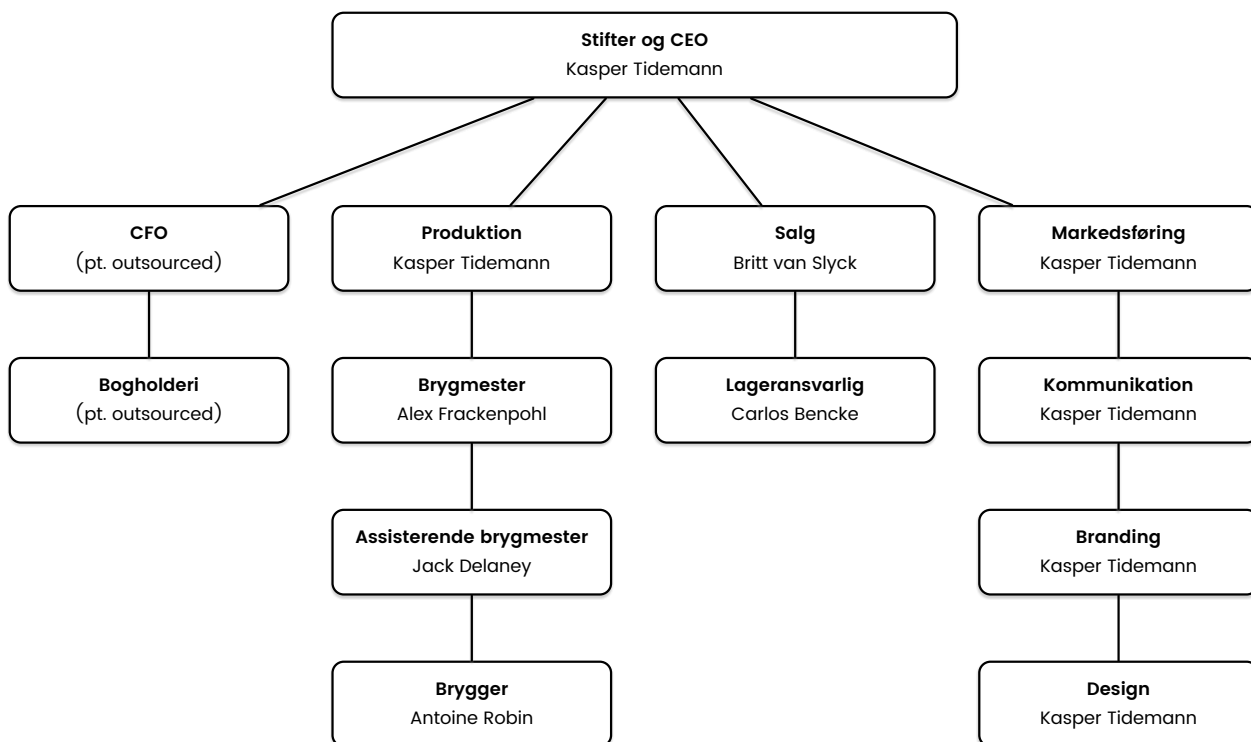 Stifter og CEO
Kasper Tidemann
CFO
(pt. outsourced)
Produktion
Kasper Tidemann
Salg
Britt van Slyck
Markedsføring
Kasper Tidemann
Bogholderi
(pt. outsourced)
Brygmester
Alex Frackenpohl
Lageransvarlig
Carlos Bencke
Kommunikation
Kasper Tidemann
Assisterende brygmester
Jack Delaney
Branding
Kasper Tidemann
Brygger
Antoine Robin
Design
Kasper Tidemann